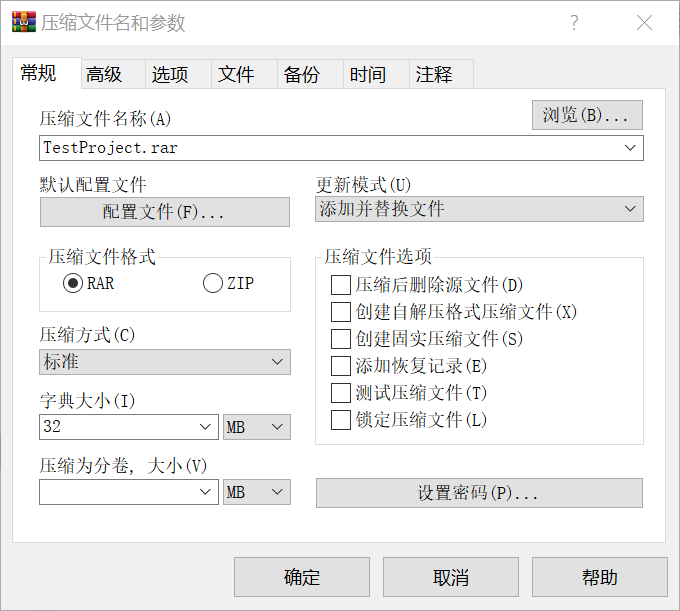 压缩文件名和参数
常规 高级 选项 文件 备份 时间 注释
压缩文件名称(A)
浏览(B)...
TestProject.rar
默认配置文件
配置文件(F)...
更新模式(U)
添加并替换文件
压缩文件格式
RAR ZIP
压缩方式(C)
标准
字典大小(I)
32 MB
压缩为分卷, 大小(V)
MB
压缩文件选项
压缩后删除源文件(D)
创建自解压格式压缩文件(X)
创建固实压缩文件(S)
添加恢复记录(E)
测试压缩文件(T)
锁定压缩文件(L)
设置密码(P)...
确定 取消 帮助